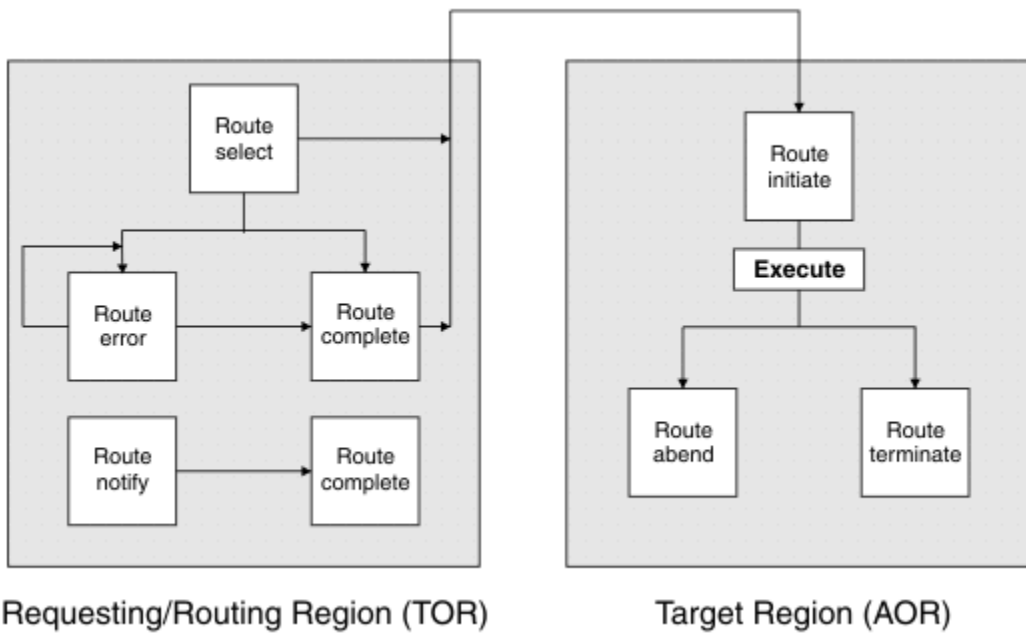 Route
select
Route
initiate
Execute
Route
error
Route
complete
Route
abend
Route
terminate
Route
notify
Route
complete
Requesting/Routing Region (TOR)
Target Region (AOR)